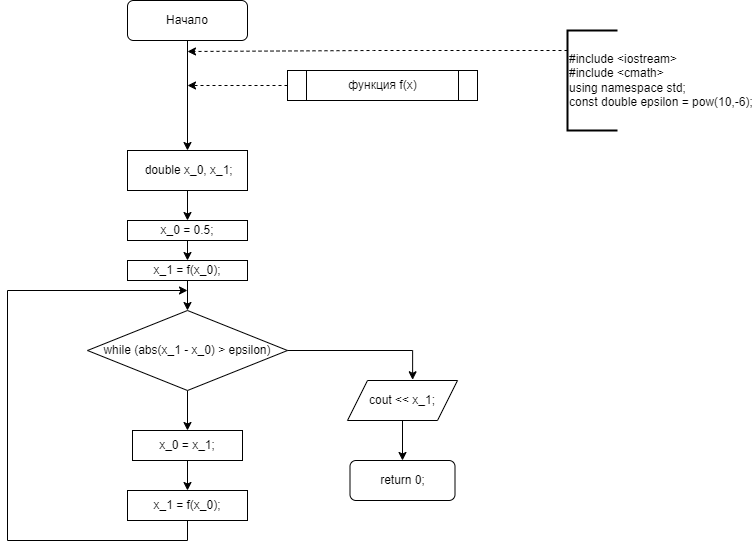 Начало
#include <iostream>
#include <cmath>
using namespace std;
const double epsilon = pow(10,-6);
функция f(x)
double x_0, x_1;
x_0 = 0.5;
x_1 = f(x_0);
while (abs(x_1 - x_0) > epsilon)
cout << x_1;
x_0 = x_1;
return 0;
x_1 = f(x_0);